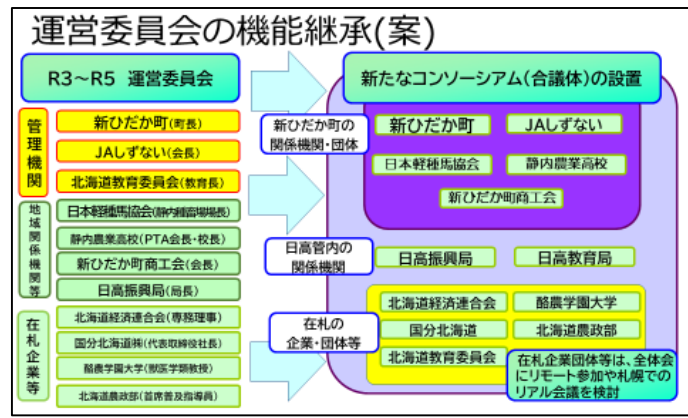 運営委員会の機能継承(案)
R3～R5 運営委員会
管理機関
新ひだか町(町長)
JAしずない(会長)
北海道教育委員会(教育長)
地域関係機関等
日本軽種馬協会(静内種馬場場長)
静内農業高校(PTA会長・校長)
新ひだか町商工会(会長)
日高振興局(局長)
在札企業等
北海道経済連合会(専務理事)
国分北海道㈱(代表取締役社長)
酪農学園大学(獣医学類教授)
北海道農政部(首席普及指導員)
新たなコンソーシアム(合議体)の設置
新ひだか町の
関係機関・団体
新ひだか町
JAしずない
日本軽種馬協会
静内農業高校
新ひだか町商工会
日高管内の
関係機関
日高振興局
日高教育局
在札の
企業・団体等
北海道経済連合会
酪農学園大学
国分北海道
北海道農政部
北海道教育委員会
在札企業団体等は、全体会
にリモート参加や札幌での
リアル会議を検討